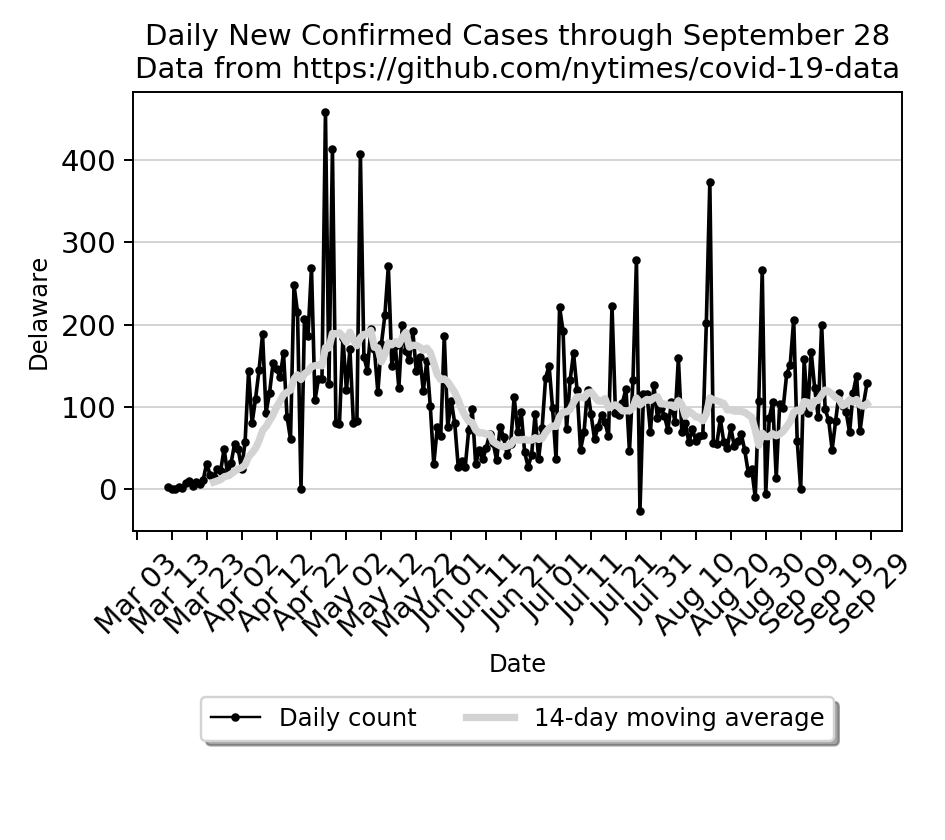 Daily New Confirmed Cases through September 28
Data from https://github.com/nytimes/covid-19-data
Delaware
400
300
200
100
0
Mar 03
Mar 13
Mar 23
Apr 02
Apr 12
Apr 22
May 02
May 12
May 22
Jun 01
Jun 11
Jun 21
Jul 01
Jul 11
Jul 21
Jul 31
Aug 10
Aug 20
Aug 30
Sep 09
Sep 19
Sep 29
Date
Daily count
14-day moving average